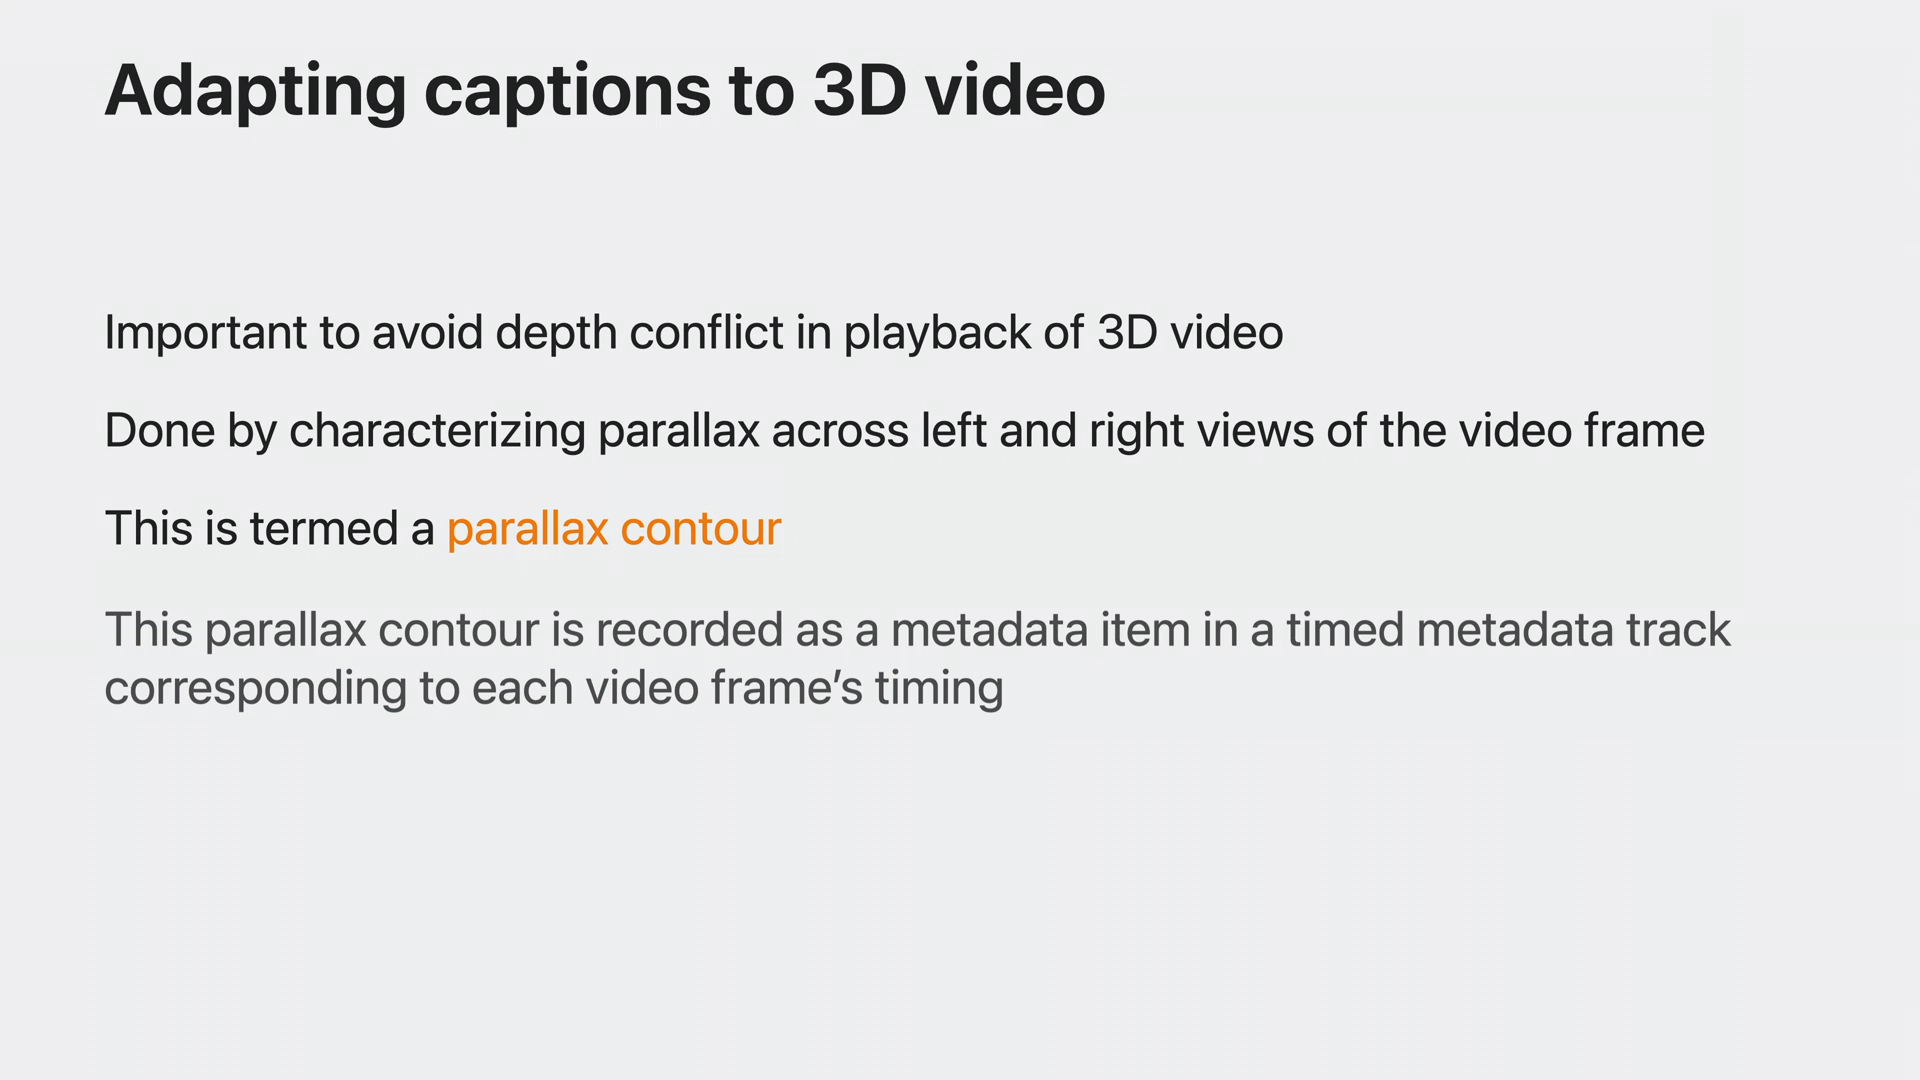 Adapting captions to 3D video
Important to avoid depth conflict in playback of 3D video
Done by characterizing parallax across left and right views of the video frame
This is termed a parallax contour
This parallax contour is recorded as a metadata item in a timed metadata track
corresponding to each video frame’s timing